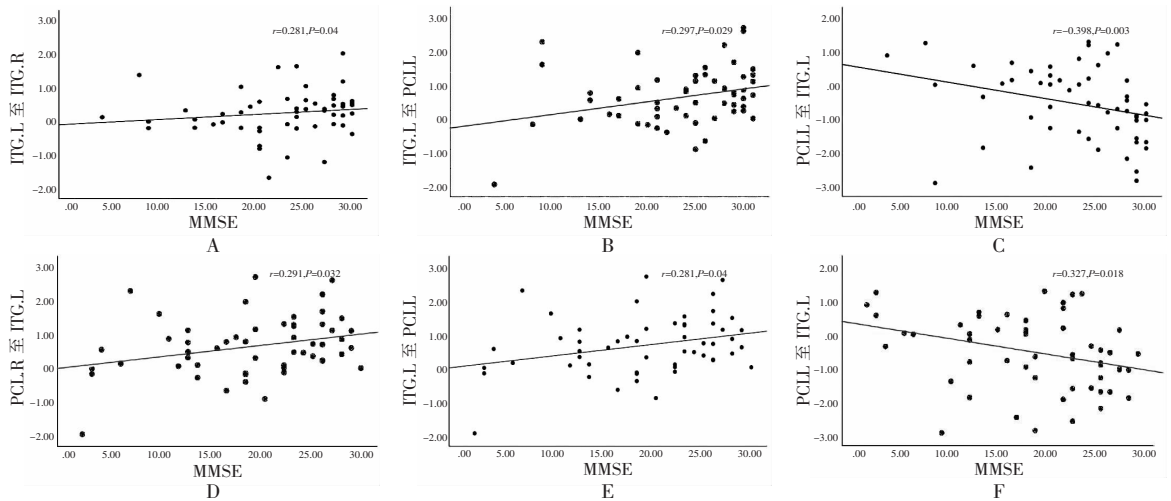 3.00
r=0.281,P=0.04
2.00
1.00
0.00
−1.00
−2.00
ITG.L 至 ITG.R
.00 5.00 10.00 15.00 20.00 25.00 30.00
MMSE
A
3.00
r=0.297,P=0.029
2.00
1.00
.00
−1.00
−2.00
ITG.L 至 PCLL
.00 5.00 10.00 15.00 20.00 25.00 30.00
MMSE
B
2.00
r=−0.398,P=0.003
1.00
.00
−1.00
−2.00
−3.00
PCLL 至 ITG.L
.00 5.00 10.00 15.00 20.00 25.00 30.00
MMSE
C
3.00
r=0.291,P=0.032
2.00
1.00
.00
−1.00
−2.00
PCL.R 至 ITG.L
.00 5.00 10.00 15.00 20.00 25.00 30.00
MMSE
D
3.00
r=0.281,P=0.04
2.00
1.00
.00
−1.00
−2.00
ITG.L 至 PCLL
.00 5.00 10.00 15.00 20.00 25.00 30.00
MMSE
E
2.00
r=0.327,P=0.018
1.00
.00
−1.00
−2.00
−3.00
PCLL 至 ITG.L
.00 5.00 10.00 15.00 20.00 25.00 30.00
MMSE
F